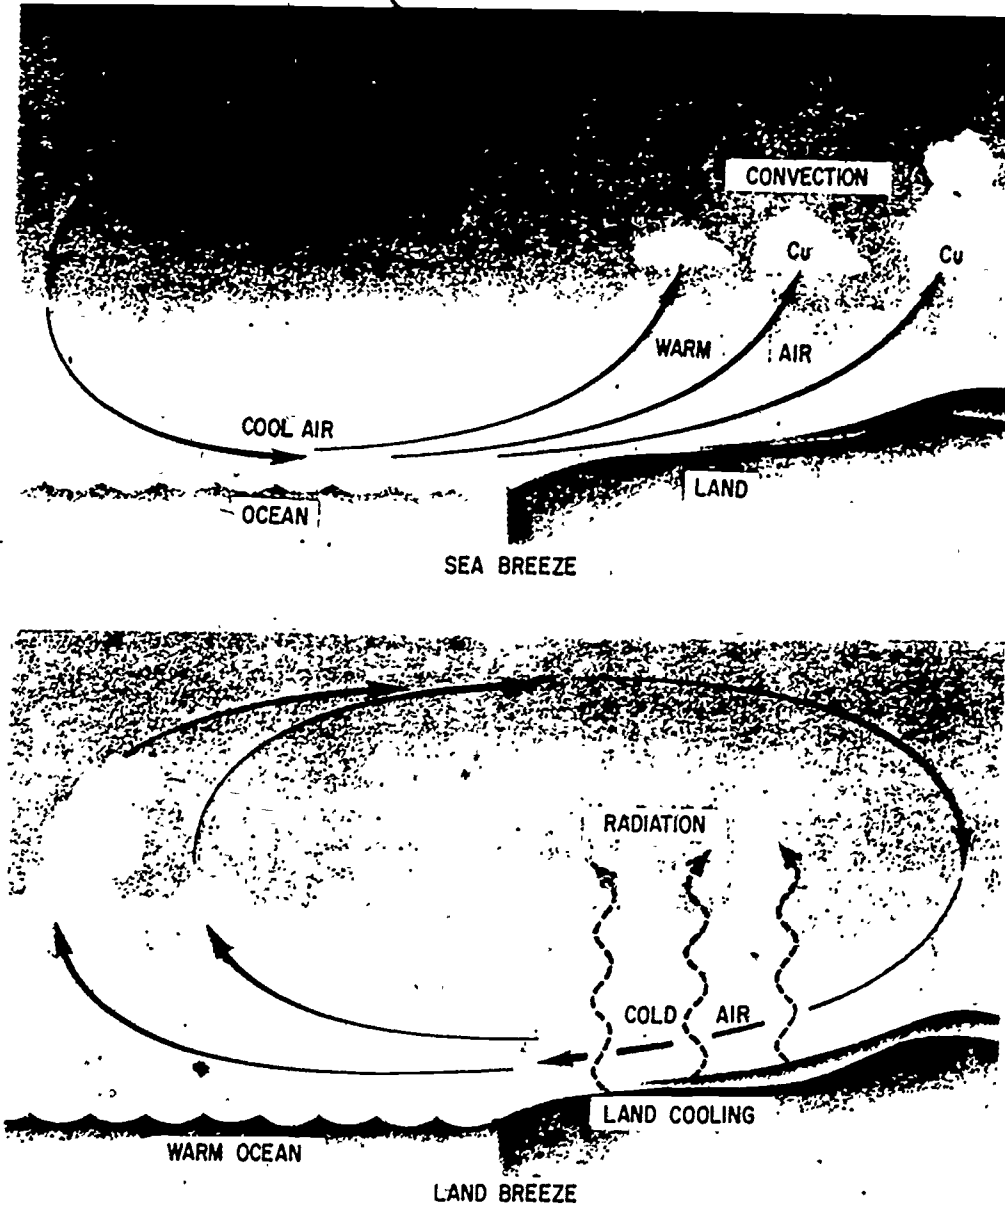 CONVECTION
Cu
Cu
WARM AIR
COOL AIR
LAND
OCEAN
SEA BREEZE
RADIATION
COLD AIR
LAND COOLING
WARM OCEAN
LAND BREEZE